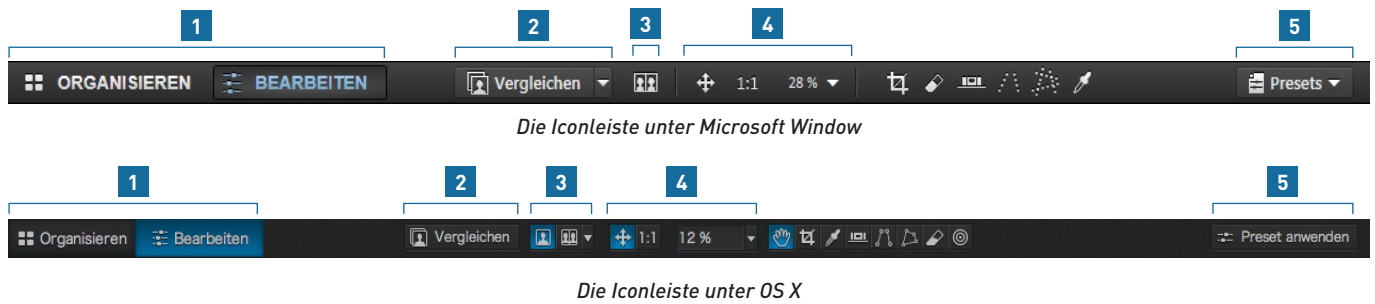 1 2 3 4 5
ORGANISIEREN BEARBEITEN Vergleichen 1:1 28 % Presets
Die Iconleiste unter Microsoft Window
1 2 3 4 5
Organisieren Bearbeiten Vergleichen 1:1 12 % Preset anwenden
Die Iconleiste unter OS X